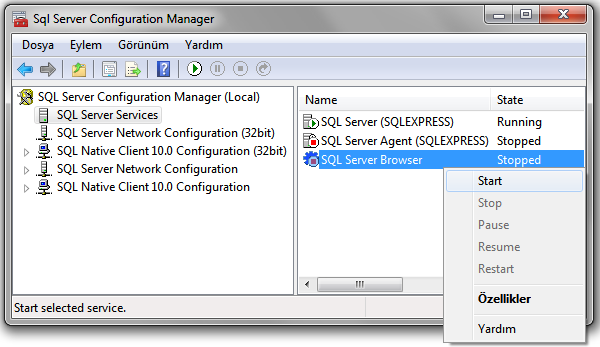 Sql Server Configuration Manager
Dosya Eylem Görünüm Yardım
SQL Server Configuration Manager (Local)
SQL Server Services
SQL Server Network Configuration (32bit)
SQL Native Client 10.0 Configuration (32bit)
SQL Server Network Configuration
SQL Native Client 10.0 Configuration
Name State
SQL Server (SQLEXPRESS) Running
SQL Server Agent (SQLEXPRESS) Stopped
SQL Server Browser Stopped
Start
Stop
Pause
Resume
Restart
Özellikler
Yardım
Start selected service.